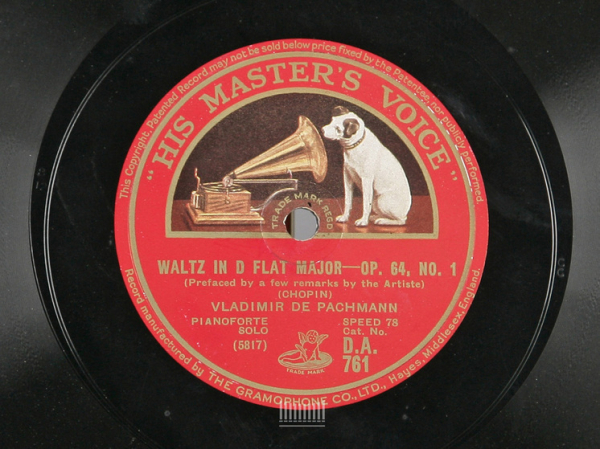 This Copyright Patented Record may not be sold below price fixed by the Patentee, nor publicly performed.
"HIS MASTER'S VOICE"
TRADE MARK REGD
WALTZ IN D FLAT MAJOR—OP. 64, NO. 1
(Prefaced by a few remarks by the Artiste)
(CHOPIN)
VLADIMIR DE PACHMANN
PIANOFORTE SOLO
(5817)
SPEED 78
Cat. No.
D.A.
761
TRADE MARK
Record manufactured by THE GRAMOPHONE CO., LTD., Hayes, Middlesex, England.